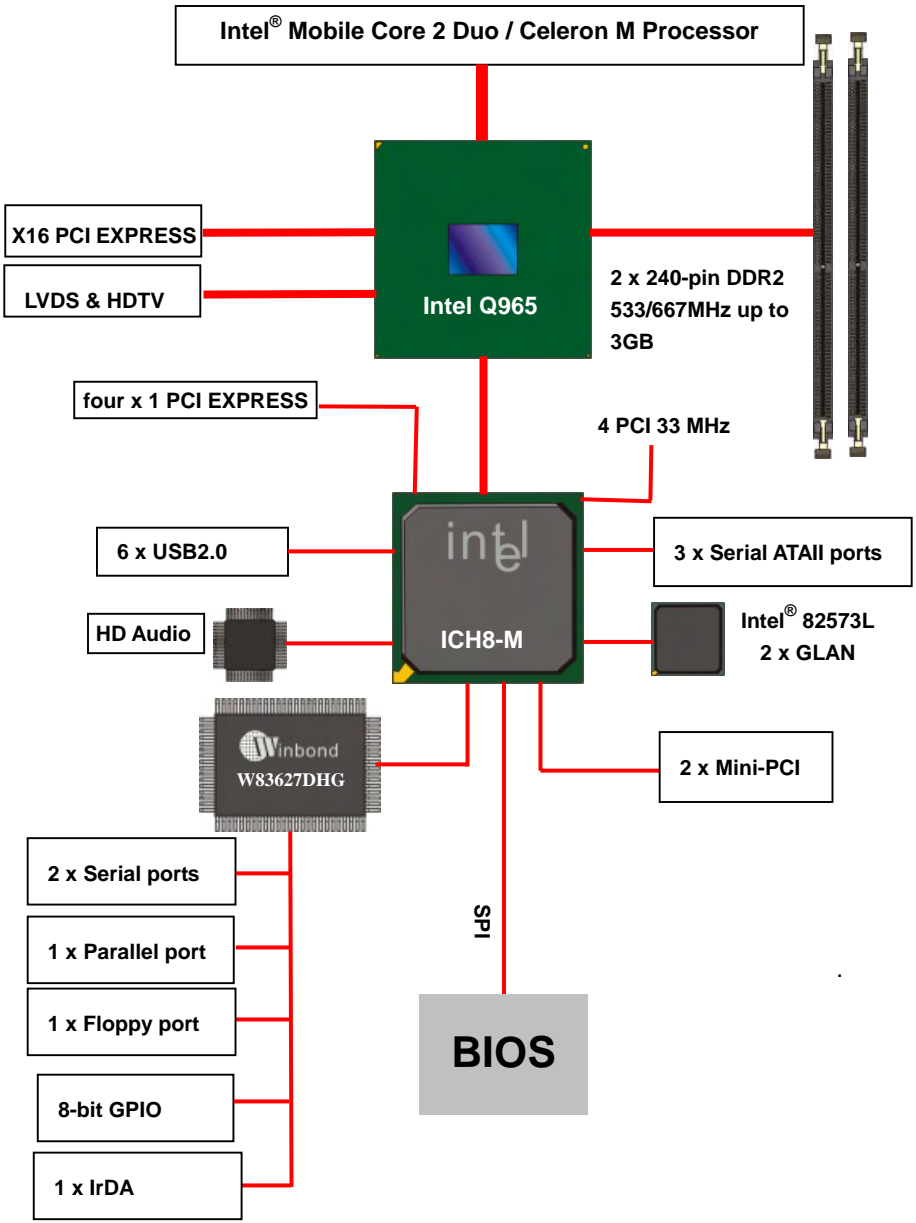 Intel® Mobile Core 2 Duo / Celeron M Processor
X16 PCI EXPRESS
LVDS & HDTV
Intel Q965
2 x 240-pin DDR2
533/667MHz up to
3GB
four x 1 PCI EXPRESS
4 PCI 33 MHz
6 x USB2.0
intel
3 x Serial ATAII ports
HD Audio
ICH8-M
Intel® 82573L
2 x GLAN
Winbond
W83627DHG
2 x Mini-PCI
2 x Serial ports
SPI
1 x Parallel port
.
1 x Floppy port
BIOS
8-bit GPIO
1 x IrDA